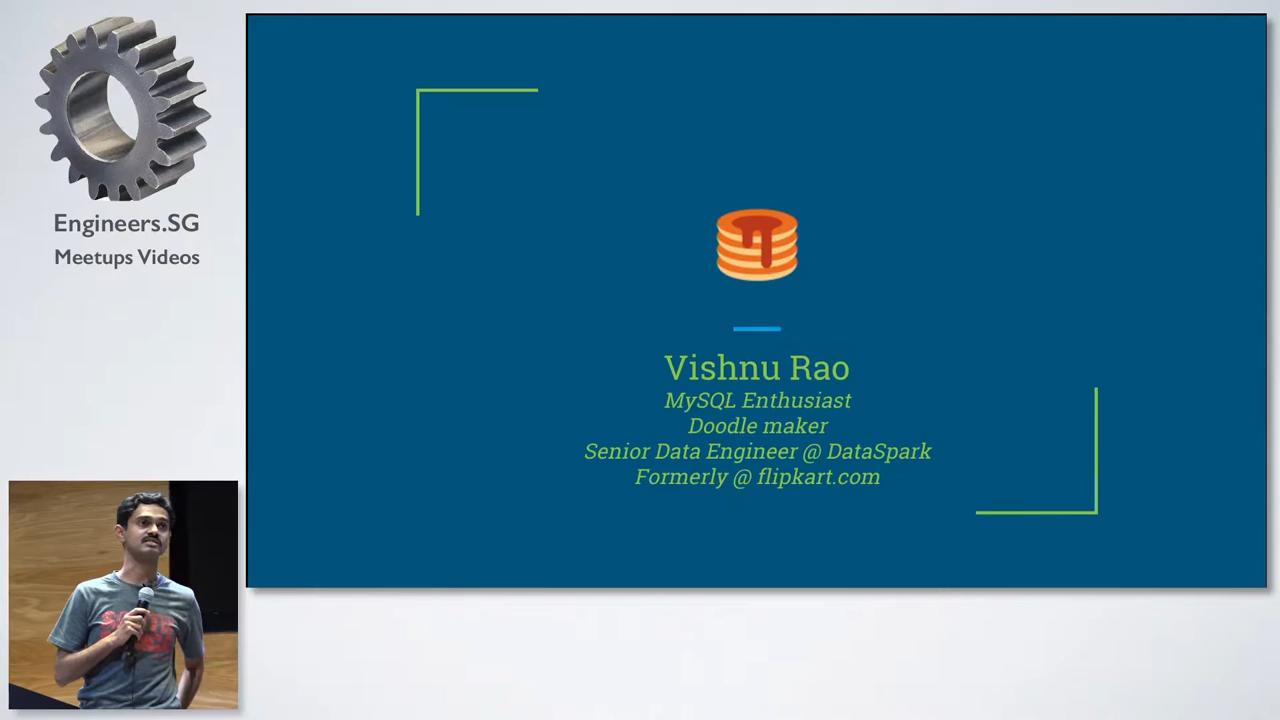 Engineers.SG
Meetups Videos
Vishnu Rao
MySQL Enthusiast
Doodle maker
Senior Data Engineer @ DataSpark
Formerly @ flipkart.com